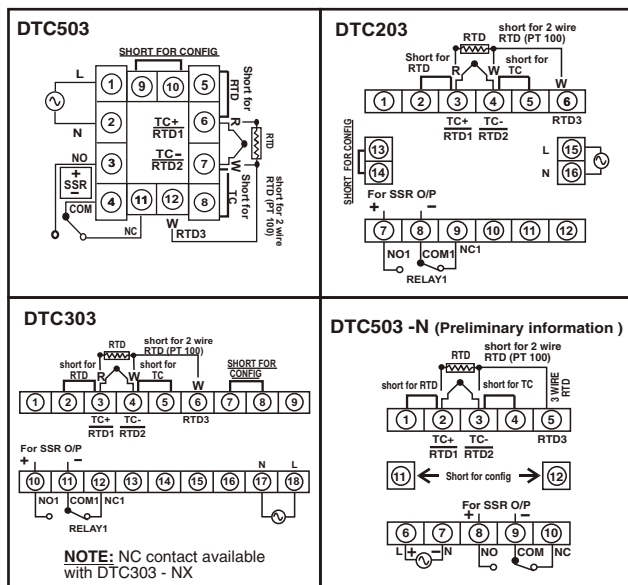 DTC503
SHORT FOR CONFIG
L
1
9
10
5
Short for
RTD
N
2
TC+
RTD1
6
R
RTD
NO
3
TC-
RTD2
7
W
+
SSR
-
COM
4
11
12
8
TC
Short for
short for 2 wire
RTD (PT 100)
NC
W
RTD3
DTC203
RTD
short for 2 wire
RTD (PT 100)
Short for
RTD
R
W
short for
TC
W
1
2
3
4
5
6
TC+
RTD1
TC-
RTD2
RTD3
SHORT FOR CONFIG
13
14
L
15
N
16
For SSR O/P
+
-
7
8
9
10
11
12
NO1
COM1
NC1
RELAY1
DTC303
RTD
short for 2 wire
RTD (PT 100)
short for
RTD
R
W
short for
TC
W
SHORT FOR
CONFIG
1
2
3
4
5
6
7
8
9
TC+
RTD1
TC-
RTD2
RTD3
For SSR O/P
+
-
N
L
10
11
12
13
14
15
16
17
18
NO1
COM1
NC1
RELAY1
NOTE: NC contact available
with DTC303 - NX
DTC503 -N (Preliminary information )
short for 2 wire
RTD
RTD (PT 100)
short for RTD
short for TC
3 WIRE
RTD
1
2
3
4
5
TC+
RTD1
TC-
RTD2
RTD3
11
Short for config
12
For SSR O/P
+
-
6
7
8
9
10
L
+
-
N
NO
COM
NC